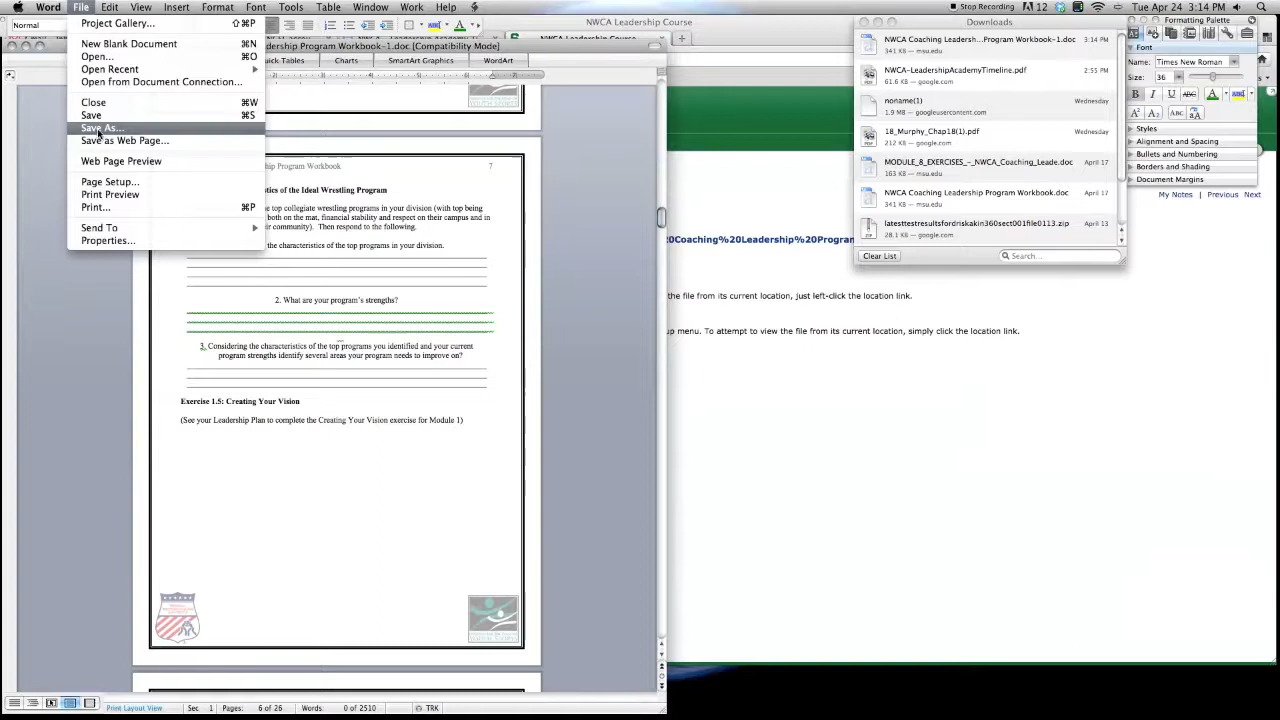 Word File Edit View Insert Format Font Tools Table Window Work Help
Stop Recording 12 Tue Apr 24 3:14 PM
Normal
NWCA Leadership Course
Downloads
Formatting Palette
dership Program Workbook-1.doc [Compatibility Mode]
uick Tables Charts SmartArt Graphics WordArt
Project Gallery... ⇧⌘P
New Blank Document ⌘N
Open... ⌘O
Open Recent
Open from Document Connection...
Close ⌘W
Save ⌘S
Save As...
Save as Web Page...
Web Page Preview
Page Setup...
Print Preview
Print... ⌘P
Send To
Properties...
ship Program Workbook 7
stics of the Ideal Wrestling Program
he top collegiate wrestling programs in your division (with top being
both on the mat, financial stability and respect on their campus and in
ir community). Then respond to the following.
he characteristics of the top programs in your division.
2. What are your program's strengths?
3. Considering the characteristics of the top programs you identified and your current
program strengths identify several areas your program needs to improve on?
Exercise 1.5: Creating Your Vision
(See your Leadership Plan to complete the Creating Your Vision exercise for Module 1)
Print Layout View Sec 1 Pages: 6 of 26 Words: 0 of 2510 TRK
NWCA Coaching Leadersh...Program Workbook-1.doc 3:14 PM
341 KB — msu.edu
NWCA-LeadershipAcademyTimeline.pdf 2:55 PM
61.6 KB — google.com
noname(1) Wednesday
1.9 MB — googleusercontent.com
18_Murphy_Chap18(1).pdf Wednesday
212 KB — google.com
MODULE_8_EXERCISES_-_NWCA_Coaching_Leade.doc April 17
163 KB — msu.edu
NWCA Coaching Leadership Program Workbook.doc April 17
341 KB — msu.edu
latesttestresultsfordriskakin360sect001file0113.zip April 13
28.1 KB — google.com
Clear List Search...
Font
Name: Times New Roman
Size: 36
B I U ABC
A² A₂ ABC
Styles
Alignment and Spacing
Bullets and Numbering
Borders and Shading
Document Margins
My Notes Previous Next
20Coaching%20Leadership%20Program
the file from its current location, just left-click the location link.
up menu. To attempt to view the file from its current location, simply click the location link.